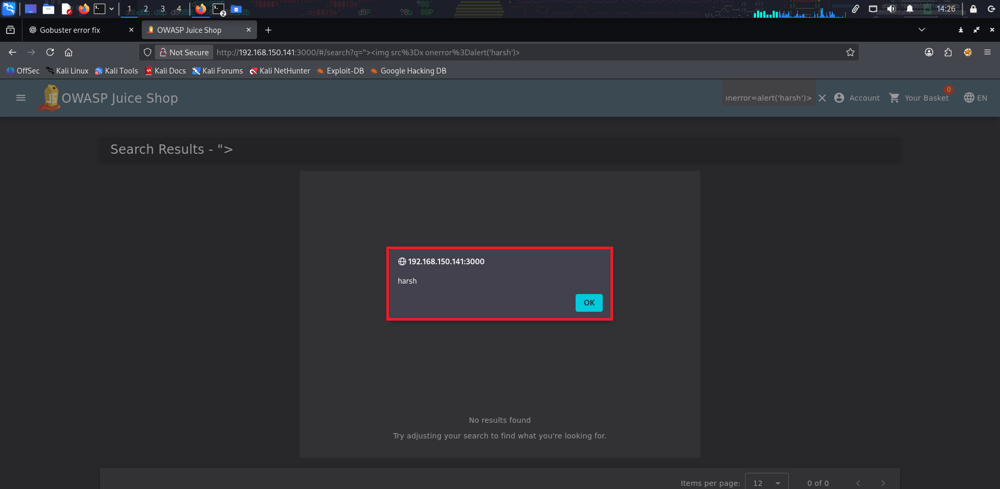 1 2 3 4 2 14:26
Gobuster error fix OWASP Juice Shop
Not Secure http://192.168.150.141:3000/#/search?q="><img src%3Dx onerror%3Dalert('harsh')>
OffSec Kali Linux Kali Tools Kali Docs Kali Forums Kali NetHunter Exploit-DB Google Hacking DB
OWASP Juice Shop onerror=alert('harsh')> Account Your Basket 0 EN
Search Results - ">
192.168.150.141:3000
harsh
OK
No results found
Try adjusting your search to find what you're looking for.
Items per page: 12 0 of 0